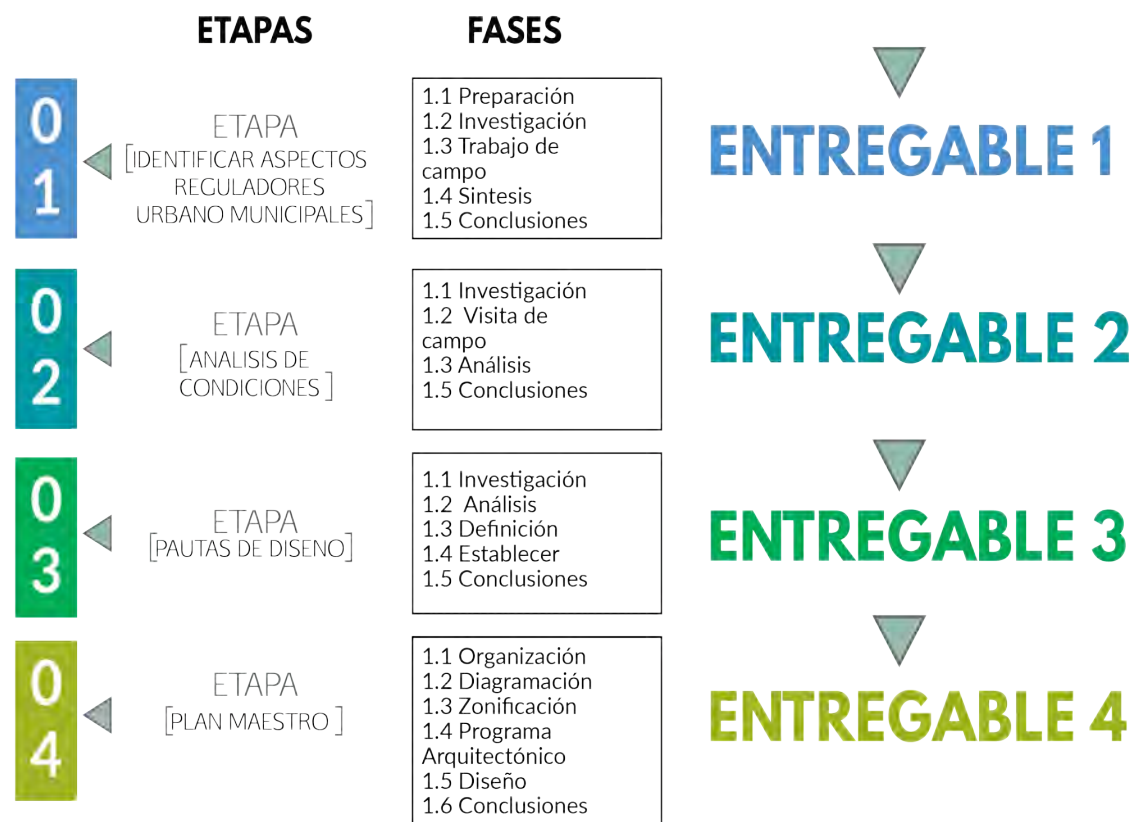 ETAPAS
FASES
0
1
ETAPA
[IDENTIFICAR ASPECTOS
REGULADORES
URBANO MUNICIPALES]
1.1 Preparación
1.2 Investigación
1.3 Trabajo de
campo
1.4 Sintesis
1.5 Conclusiones
ENTREGABLE 1
0
2
ETAPA
[ANALISIS DE
CONDICIONES]
1.1 Investigación
1.2 Visita de
campo
1.3 Análisis
1.5 Conclusiones
ENTREGABLE 2
0
3
ETAPA
[PAUTAS DE DISENO]
1.1 Investigación
1.2 Análisis
1.3 Definición
1.4 Establecer
1.5 Conclusiones
ENTREGABLE 3
0
4
ETAPA
[PLAN MAESTRO ]
1.1 Organización
1.2 Diagramación
1.3 Zonificación
1.4 Programa
Arquitectónico
1.5 Diseño
1.6 Conclusiones
ENTREGABLE 4